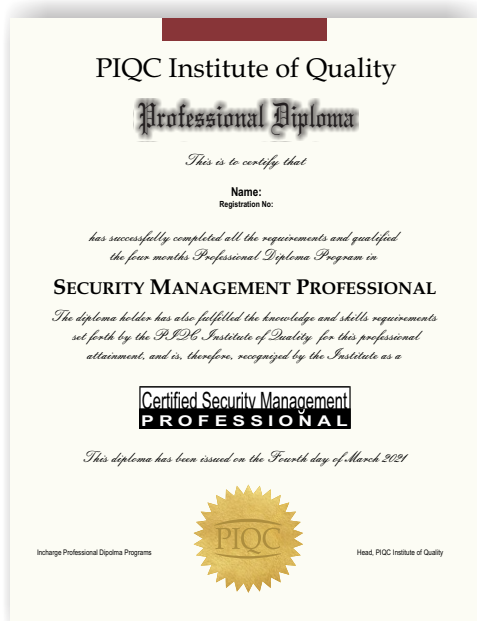 PIQC Institute of Quality
Professional Diploma
This is to certify that
Name:
Registration No:
has successfully completed all the requirements and qualified
the four months Professional Diploma Program in
SECURITY MANAGEMENT PROFESSIONAL
The diploma holder has also fulfilled the knowledge and skills requirements
set forth by the PIQC Institute of Quality for this professional
attainment, and is, therefore, recognized by the Institute as a
Certified Security Management
PROFESSIONAL
This diploma has been issued on the Fourth day of March 2021
PIQC
Incharge Professional Dipolma Programs
Head, PIQC Institute of Quality